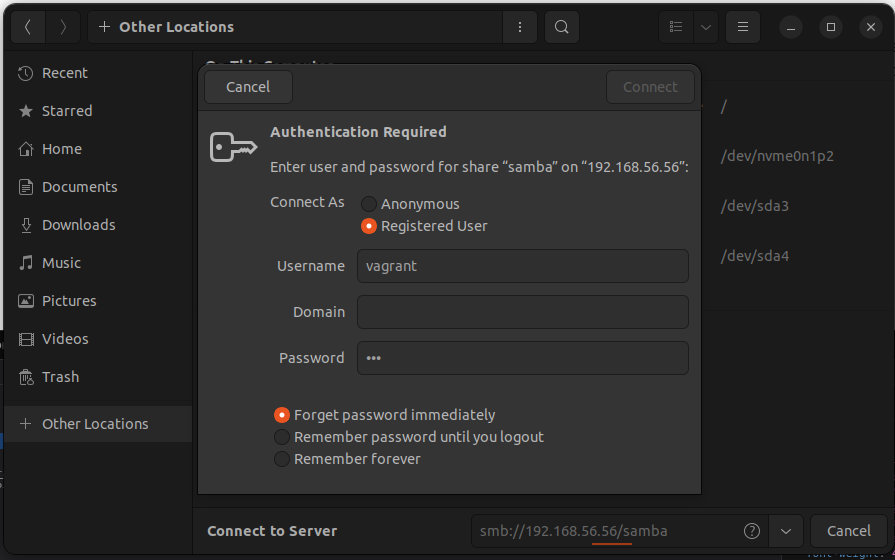 Other Locations
Recent
Starred
Home
Documents
Downloads
Music
Pictures
Videos
Trash
Other Locations
Cancel
Connect
Authentication Required
Enter user and password for share “samba” on “192.168.56.56”:
Connect As
Anonymous
Registered User
Username
vagrant
Domain
Password
•••
Forget password immediately
Remember password until you logout
Remember forever
/
/dev/nvme0n1p2
/dev/sda3
/dev/sda4
Connect to Server
smb://192.168.56.56/samba
?
Cancel